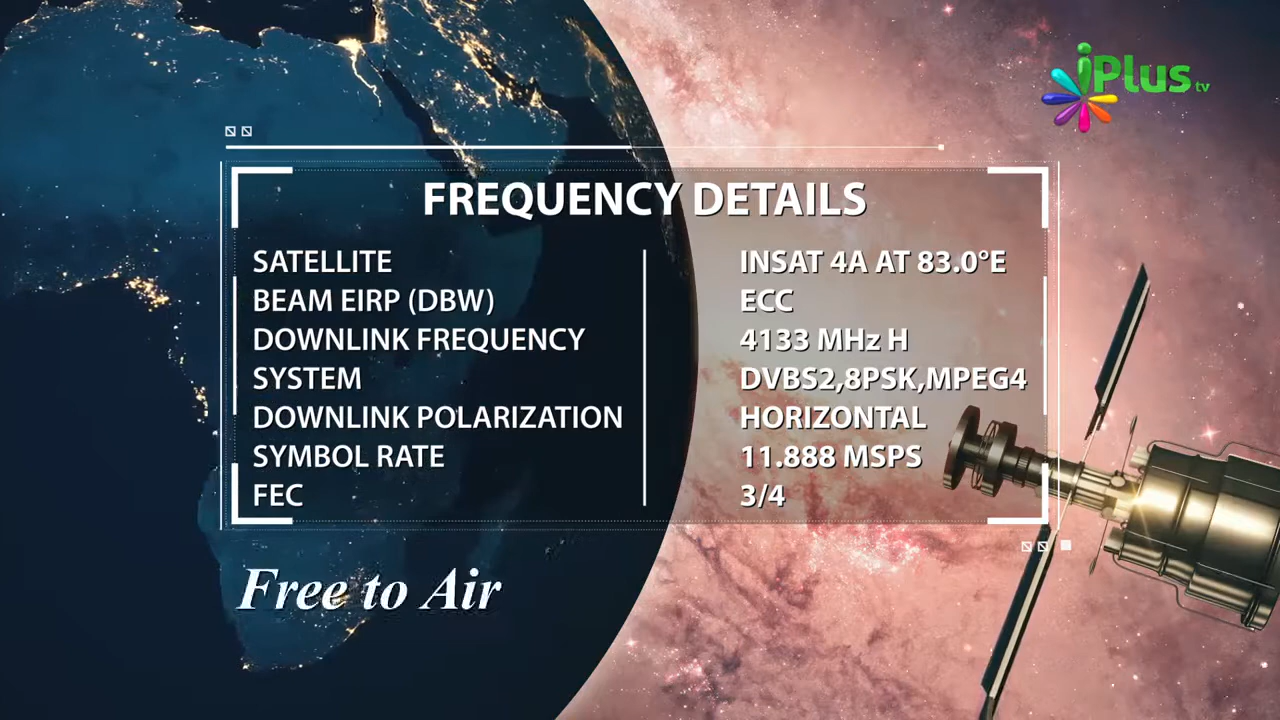 iPlus tv
FREQUENCY DETAILS
SATELLITE INSAT 4A AT 83.0°E
BEAM EIRP (DBW) ECC
DOWNLINK FREQUENCY 4133 MHz H
SYSTEM DVBS2,8PSK,MPEG4
DOWNLINK POLARIZATION HORIZONTAL
SYMBOL RATE 11.888 MSPS
FEC 3/4
Free to Air